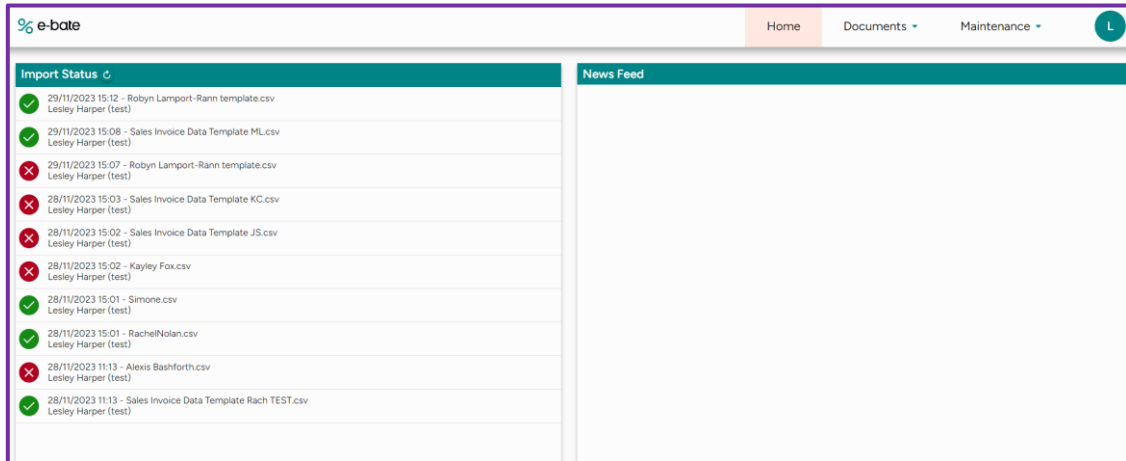 % e-bate
Home
Documents
Maintenance
L
Import Status
29/11/2023 15:12 - Robyn Lamport-Rann template.csv
Lesley Harper (test)
29/11/2023 15:08 - Sales Invoice Data Template ML.csv
Lesley Harper (test)
29/11/2023 15:07 - Robyn Lamport-Rann template.csv
Lesley Harper (test)
28/11/2023 15:03 - Sales Invoice Data Template KC.csv
Lesley Harper (test)
28/11/2023 15:02 - Sales Invoice Data Template JS.csv
Lesley Harper (test)
28/11/2023 15:02 - Kayley Fox.csv
Lesley Harper (test)
28/11/2023 15:01 - Simone.csv
Lesley Harper (test)
28/11/2023 15:01 - RachelNolan.csv
Lesley Harper (test)
28/11/2023 11:13 - Alexis Bashforth.csv
Lesley Harper (test)
28/11/2023 11:13 - Sales Invoice Data Template Rach TEST.csv
Lesley Harper (test)
News Feed